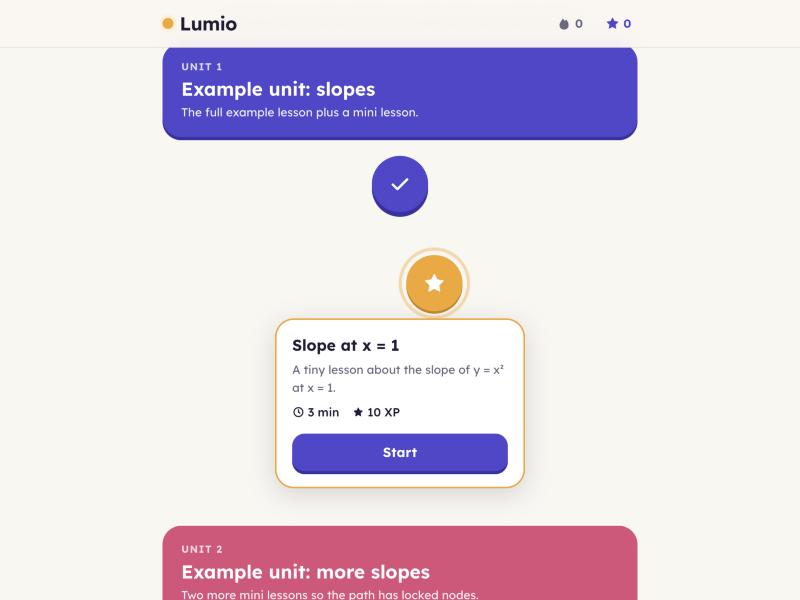 Lumio
0
0
UNIT 1
Example unit: slopes
The full example lesson plus a mini lesson.
Slope at x = 1
A tiny lesson about the slope of y = x²
at x = 1.
3 min
10 XP
Start
UNIT 2
Example unit: more slopes
Two more mini lessons so the path has locked nodes.